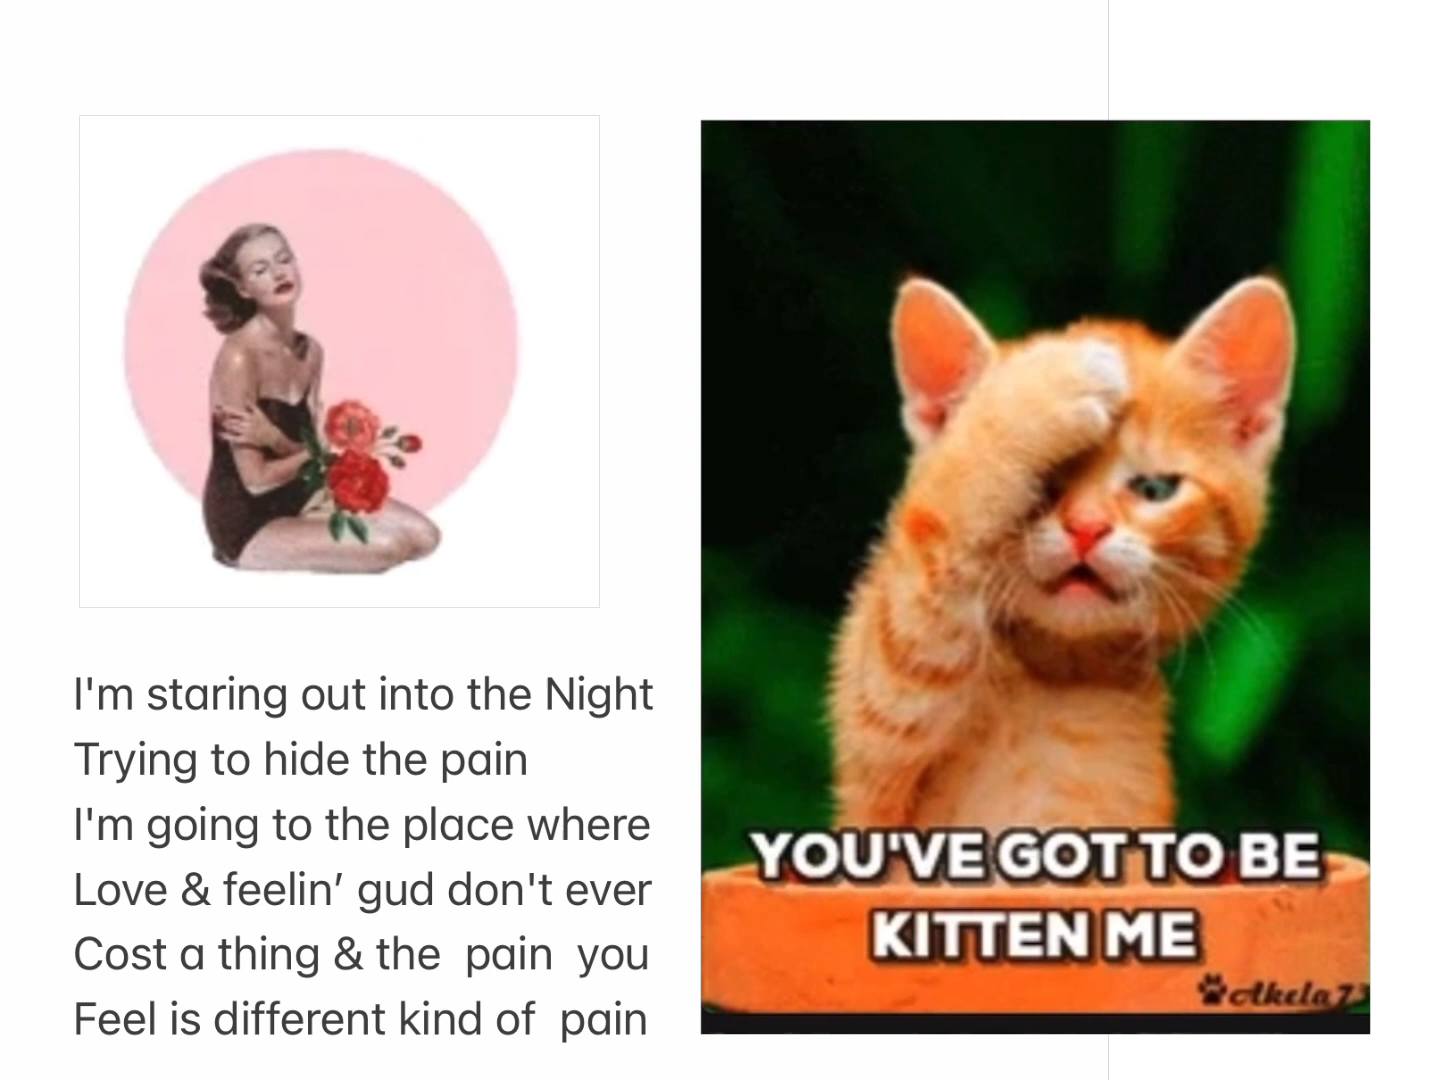 I'm staring out into the Night
Trying to hide the pain
I'm going to the place where
Love & feelin’ gud don't ever
Cost a thing & the  pain  you
Feel is different kind of  pain
YOU'VE GOT TO BE
KITTEN ME
Akela73